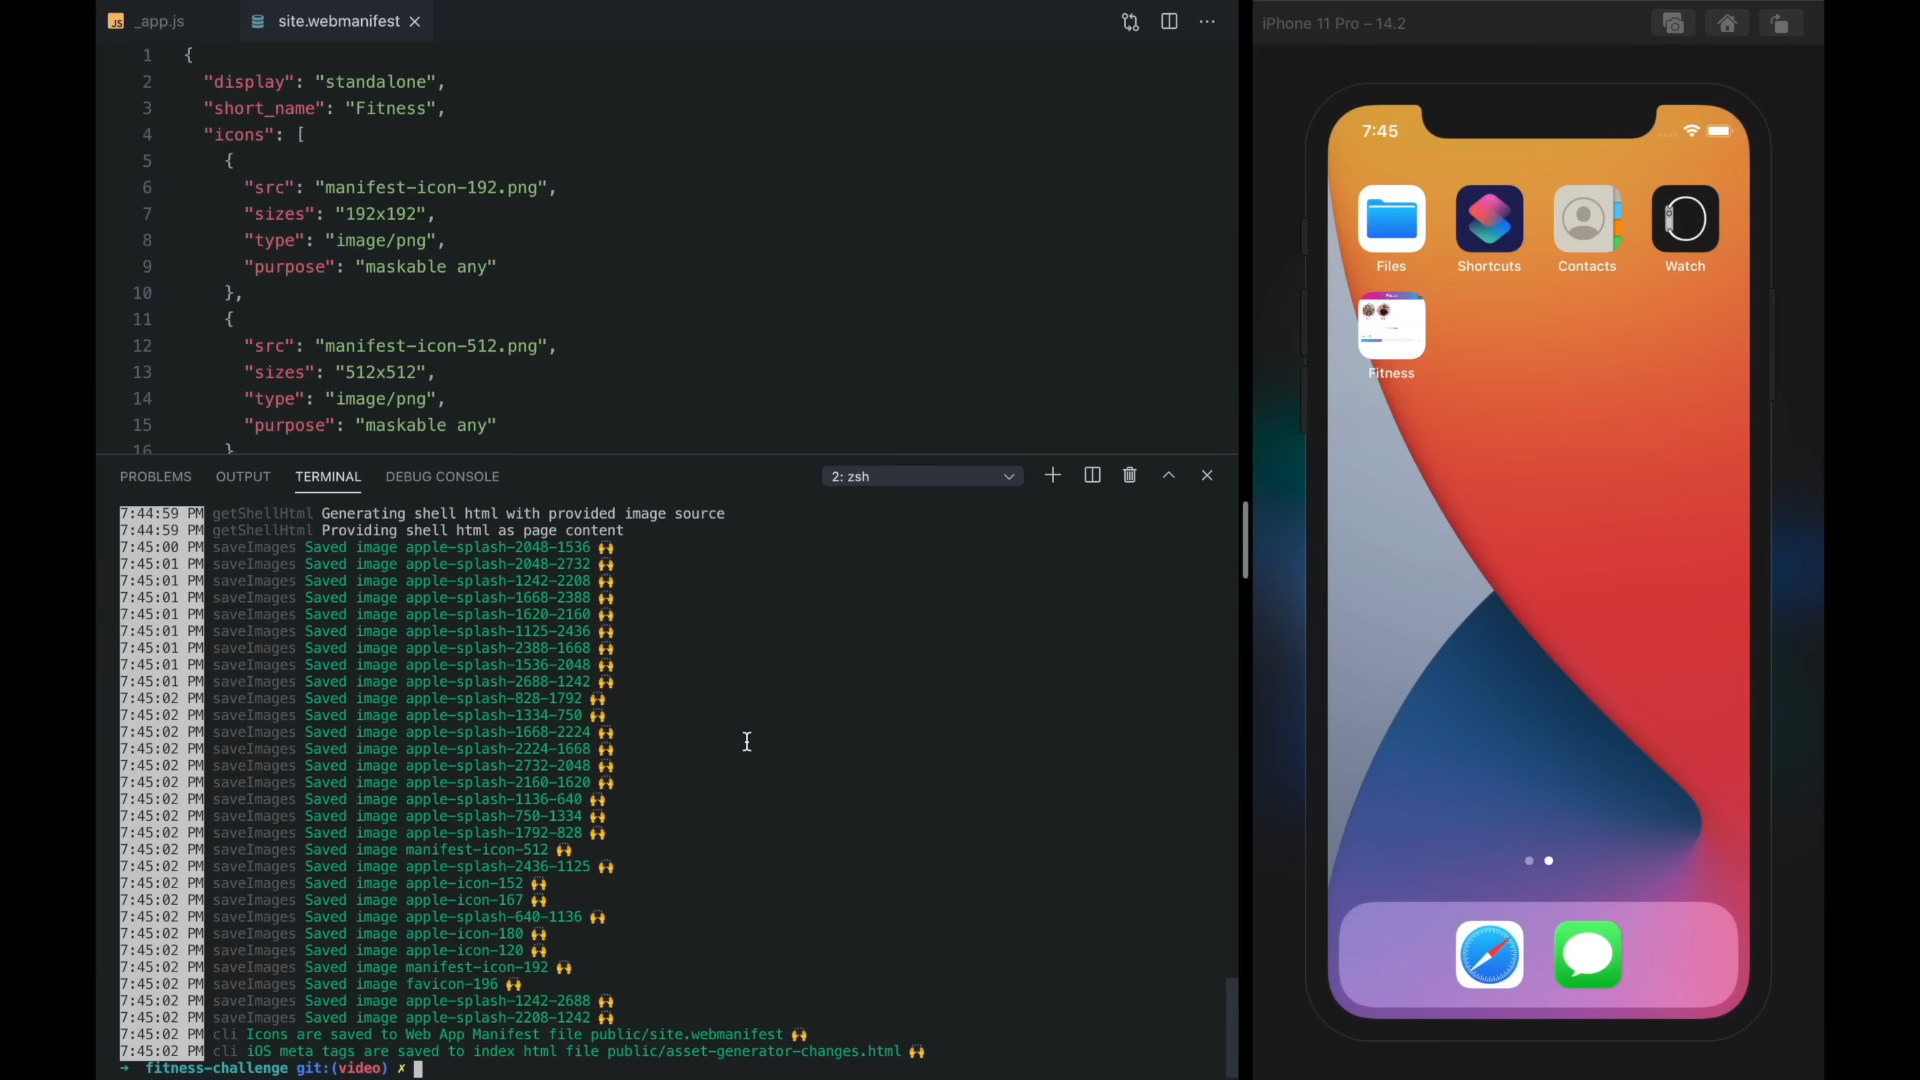 JS _app.js
site.webmanifest
1 {
2 "display": "standalone",
3 "short_name": "Fitness",
4 "icons": [
5 {
6 "src": "manifest-icon-192.png",
7 "sizes": "192x192",
8 "type": "image/png",
9 "purpose": "maskable any"
10 },
11 {
12 "src": "manifest-icon-512.png",
13 "sizes": "512x512",
14 "type": "image/png",
15 "purpose": "maskable any"
16 }
PROBLEMS OUTPUT TERMINAL DEBUG CONSOLE 2: zsh
7:44:59 PM getShellHtml Generating shell html with provided image source
7:44:59 PM getShellHtml Providing shell html as page content
7:45:00 PM saveImages Saved image apple-splash-2048-1536 🙌
7:45:01 PM saveImages Saved image apple-splash-2048-2732 🙌
7:45:01 PM saveImages Saved image apple-splash-1242-2208 🙌
7:45:01 PM saveImages Saved image apple-splash-1668-2388 🙌
7:45:01 PM saveImages Saved image apple-splash-1620-2160 🙌
7:45:01 PM saveImages Saved image apple-splash-1125-2436 🙌
7:45:01 PM saveImages Saved image apple-splash-2388-1668 🙌
7:45:01 PM saveImages Saved image apple-splash-1536-2048 🙌
7:45:01 PM saveImages Saved image apple-splash-2688-1242 🙌
7:45:02 PM saveImages Saved image apple-splash-828-1792 🙌
7:45:02 PM saveImages Saved image apple-splash-1334-750 🙌
7:45:02 PM saveImages Saved image apple-splash-1668-2224 🙌
7:45:02 PM saveImages Saved image apple-splash-2224-1668 🙌
7:45:02 PM saveImages Saved image apple-splash-2732-2048 🙌
7:45:02 PM saveImages Saved image apple-splash-2160-1620 🙌
7:45:02 PM saveImages Saved image apple-splash-1136-640 🙌
7:45:02 PM saveImages Saved image apple-splash-750-1334 🙌
7:45:02 PM saveImages Saved image apple-splash-1792-828 🙌
7:45:02 PM saveImages Saved image manifest-icon-512 🙌
7:45:02 PM saveImages Saved image apple-splash-2436-1125 🙌
7:45:02 PM saveImages Saved image apple-icon-152 🙌
7:45:02 PM saveImages Saved image apple-icon-167 🙌
7:45:02 PM saveImages Saved image apple-splash-640-1136 🙌
7:45:02 PM saveImages Saved image apple-icon-180 🙌
7:45:02 PM saveImages Saved image apple-icon-120 🙌
7:45:02 PM saveImages Saved image manifest-icon-192 🙌
7:45:02 PM saveImages Saved image favicon-196 🙌
7:45:02 PM saveImages Saved image apple-splash-1242-2688 🙌
7:45:02 PM saveImages Saved image apple-splash-2208-1242 🙌
7:45:02 PM cli Icons are saved to Web App Manifest file public/site.webmanifest 🙌
7:45:02 PM cli iOS meta tags are saved to index html file public/asset-generator-changes.html 🙌
→ fitness-challenge git:(video) ✗
iPhone 11 Pro – 14.2
7:45
Files Shortcuts Contacts Watch
Fitness